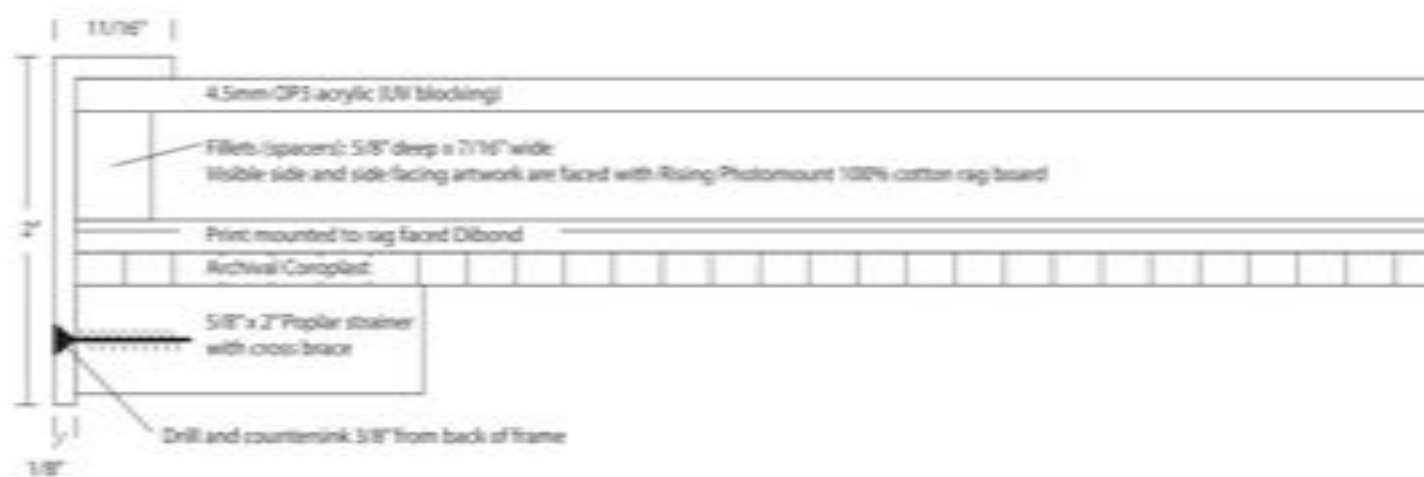 11/16"
4.5mm OP3 acrylic (UV blocking)
Fillets (spacers): 5/8" deep x 7/16" wide
Visible side and side facing artwork are faced with Rising Photomount 100% cotton rag board
2"
Print mounted to rag faced Dibond
Archival Coroplast
5/8" x 2" Poplar strainer
with cross brace
Drill and countersink 3/8" from back of frame
1/8"